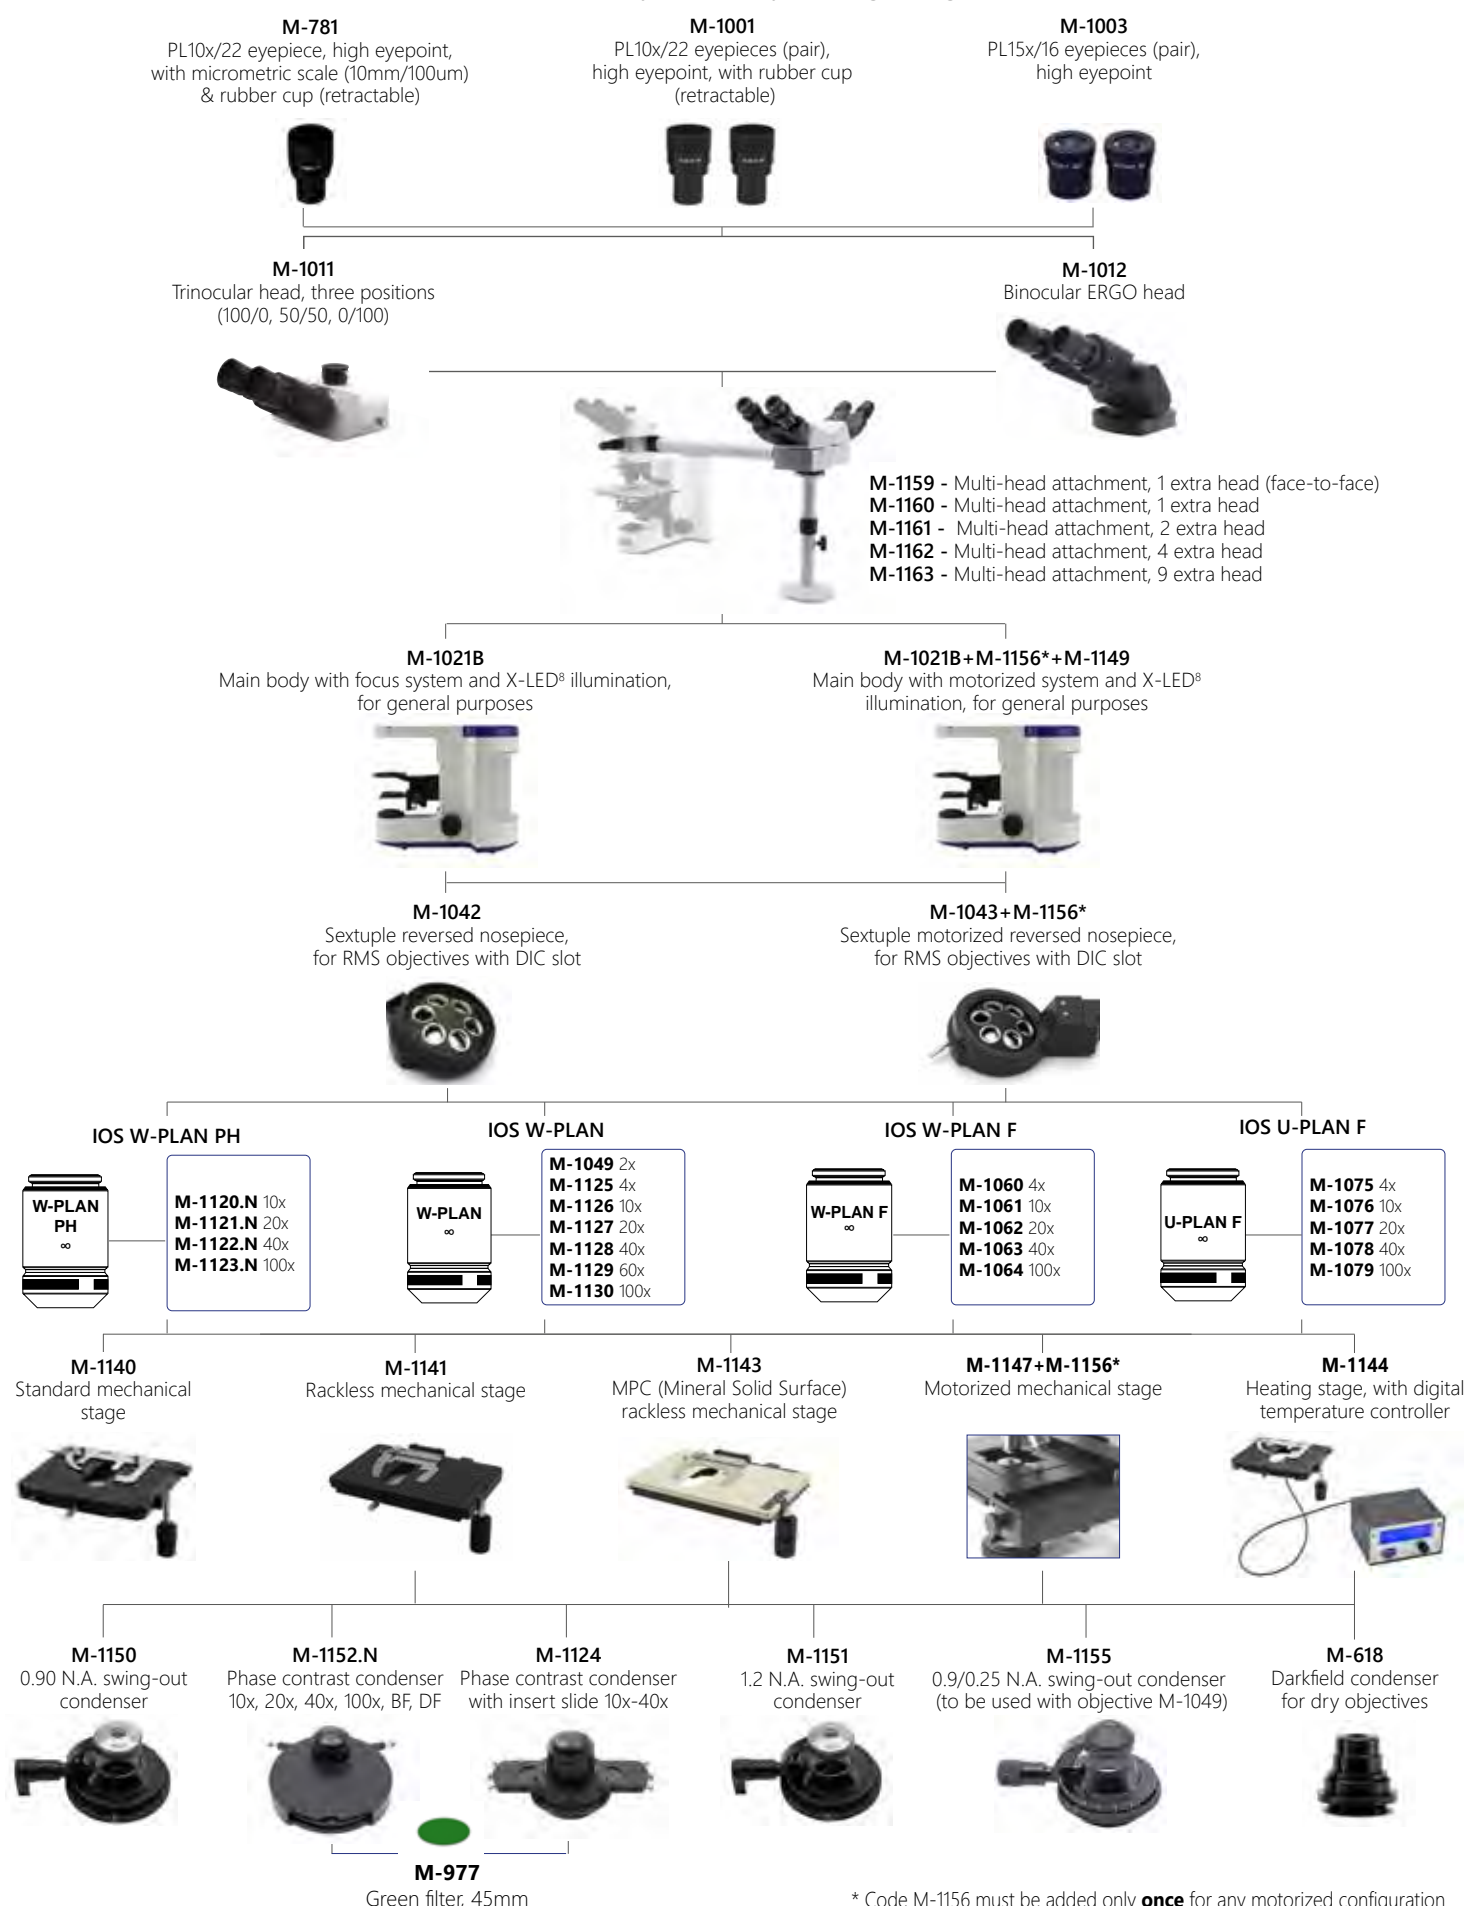 M-781
PL10x/22 eyepiece, high eyepoint,
with micrometric scale (10mm/100um)
& rubber cup (retractable)
M-1001
PL10x/22 eyepieces (pair),
high eyepoint, with rubber cup
(retractable)
M-1003
PL15x/16 eyepieces (pair),
high eyepoint
M-1011
Trinocular head, three positions
(100/0, 50/50, 0/100)
M-1012
Binocular ERGO head
M-1159 - Multi-head attachment, 1 extra head (face-to-face)
M-1160 - Multi-head attachment, 1 extra head
M-1161 - Multi-head attachment, 2 extra head
M-1162 - Multi-head attachment, 4 extra head
M-1163 - Multi-head attachment, 9 extra head
M-1021B
Main body with focus system and X-LED⁸ illumination,
for general purposes
M-1021B+M-1156*+M-1149
Main body with motorized system and X-LED⁸
illumination, for general purposes
M-1042
Sextuple reversed nosepiece,
for RMS objectives with DIC slot
M-1043+M-1156*
Sextuple motorized reversed nosepiece,
for RMS objectives with DIC slot
IOS W-PLAN PH
W-PLAN
PH
∞
M-1120.N 10x
M-1121.N 20x
M-1122.N 40x
M-1123.N 100x
IOS W-PLAN
W-PLAN
∞
M-1049 2x
M-1125 4x
M-1126 10x
M-1127 20x
M-1128 40x
M-1129 60x
M-1130 100x
IOS W-PLAN F
W-PLAN F
∞
M-1060 4x
M-1061 10x
M-1062 20x
M-1063 40x
M-1064 100x
IOS U-PLAN F
U-PLAN F
∞
M-1075 4x
M-1076 10x
M-1077 20x
M-1078 40x
M-1079 100x
M-1140
Standard mechanical
stage
M-1141
Rackless mechanical stage
M-1143
MPC (Mineral Solid Surface)
rackless mechanical stage
M-1147+M-1156*
Motorized mechanical stage
M-1144
Heating stage, with digital
temperature controller
M-1150
0.90 N.A. swing-out
condenser
M-1152.N
Phase contrast condenser
10x, 20x, 40x, 100x, BF, DF
M-1124
Phase contrast condenser
with insert slide 10x-40x
M-1151
1.2 N.A. swing-out
condenser
M-1155
0.9/0.25 N.A. swing-out condenser
(to be used with objective M-1049)
M-618
Darkfield condenser
for dry objectives
M-977
Green filter, 45mm
* Code M-1156 must be added only once for any motorized configuration